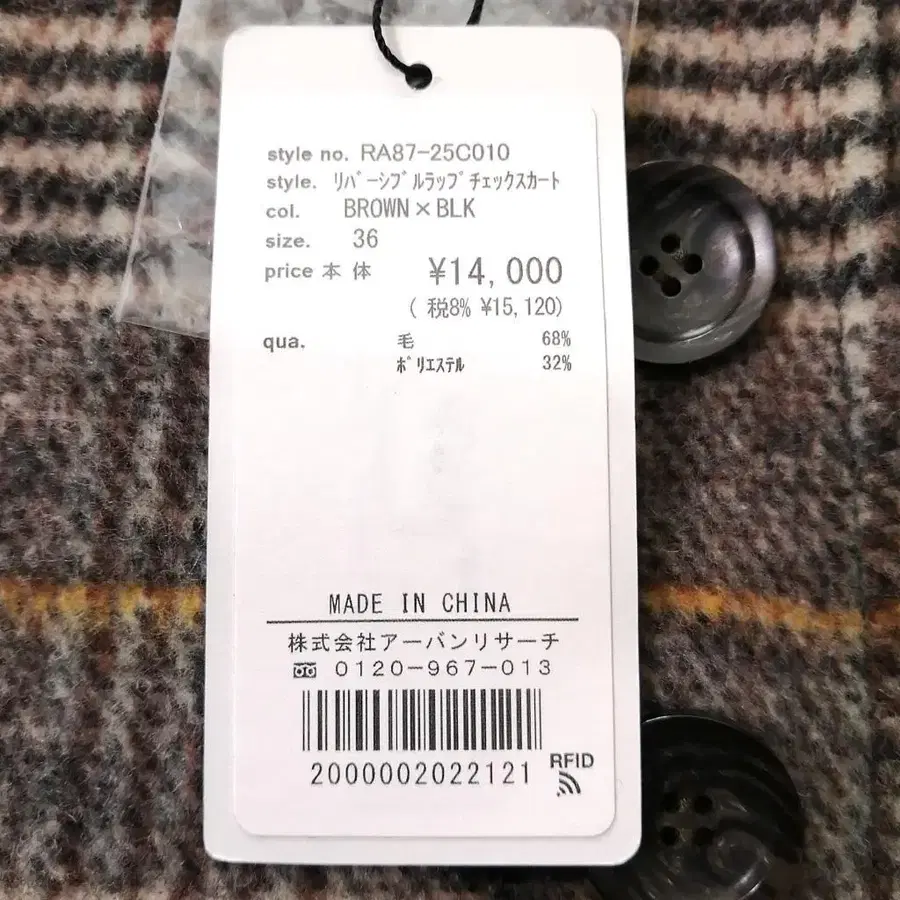 style no. RA87-25C010
style. ﾘﾊﾞｰｼﾌﾞﾙﾗｯﾌﾟﾁｪｯｸｽｶｰﾄ
col. BROWN×BLK
size. 36
price 本 体 ¥14,000
( 税8% ¥15,120)
qua. 毛 68%
ﾎﾟﾘｴｽﾃﾙ 32%
MADE IN CHINA
株式会社アーバンリサーチ
0120-967-013
2000002022121
RFID